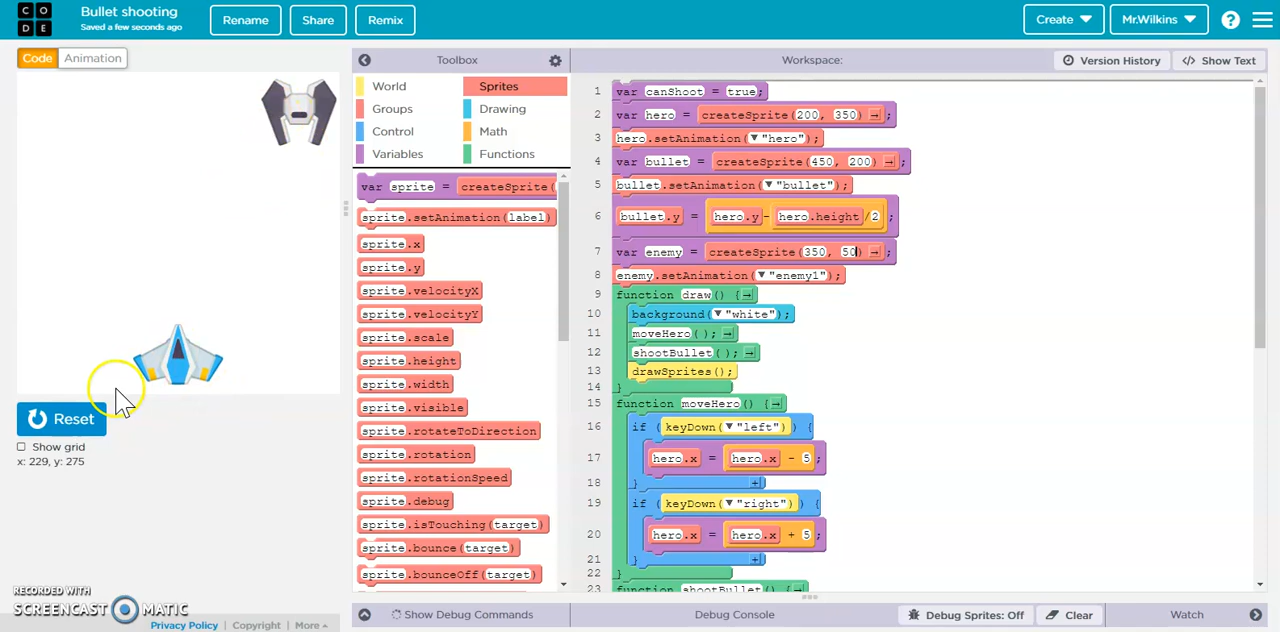 C O
D E
Bullet shooting
Saved a few seconds ago
Rename
Share
Remix
Create
Mr.Wilkins
?
Code
Animation
Toolbox
Workspace:
Version History
</> Show Text
World
Sprites
Groups
Drawing
Control
Math
Variables
Functions
var sprite = createSprite(
sprite.setAnimation(label)
sprite.x
sprite.y
sprite.velocityX
sprite.velocityY
sprite.scale
sprite.height
sprite.width
sprite.visible
sprite.rotateToDirection
sprite.rotation
sprite.rotationSpeed
sprite.debug
sprite.isTouching(target)
sprite.bounce(target)
sprite.bounceOff(target)
1 var canShoot = true;
2 var hero = createSprite(200, 350);
3 hero.setAnimation("hero");
4 var bullet = createSprite(450, 200);
5 bullet.setAnimation("bullet");
6 bullet.y = hero.y - hero.height /2;
7 var enemy = createSprite(350, 50);
8 enemy.setAnimation("enemy1");
9 function draw() {
10 background("white");
11 moveHero();
12 shootBullet();
13 drawSprites();
14 }
15 function moveHero() {
16 if (keyDown("left")) {
17 hero.x = hero.x - 5;
18 }
19 if (keyDown("right")) {
20 hero.x = hero.x + 5;
21 }
22 }
23 function shootBullet() {
Reset
Show grid
x: 229, y: 275
RECORDED WITH
SCREENCAST MATIC
Privacy Policy
Copyright
More
Show Debug Commands
Debug Console
Debug Sprites: Off
Clear
Watch